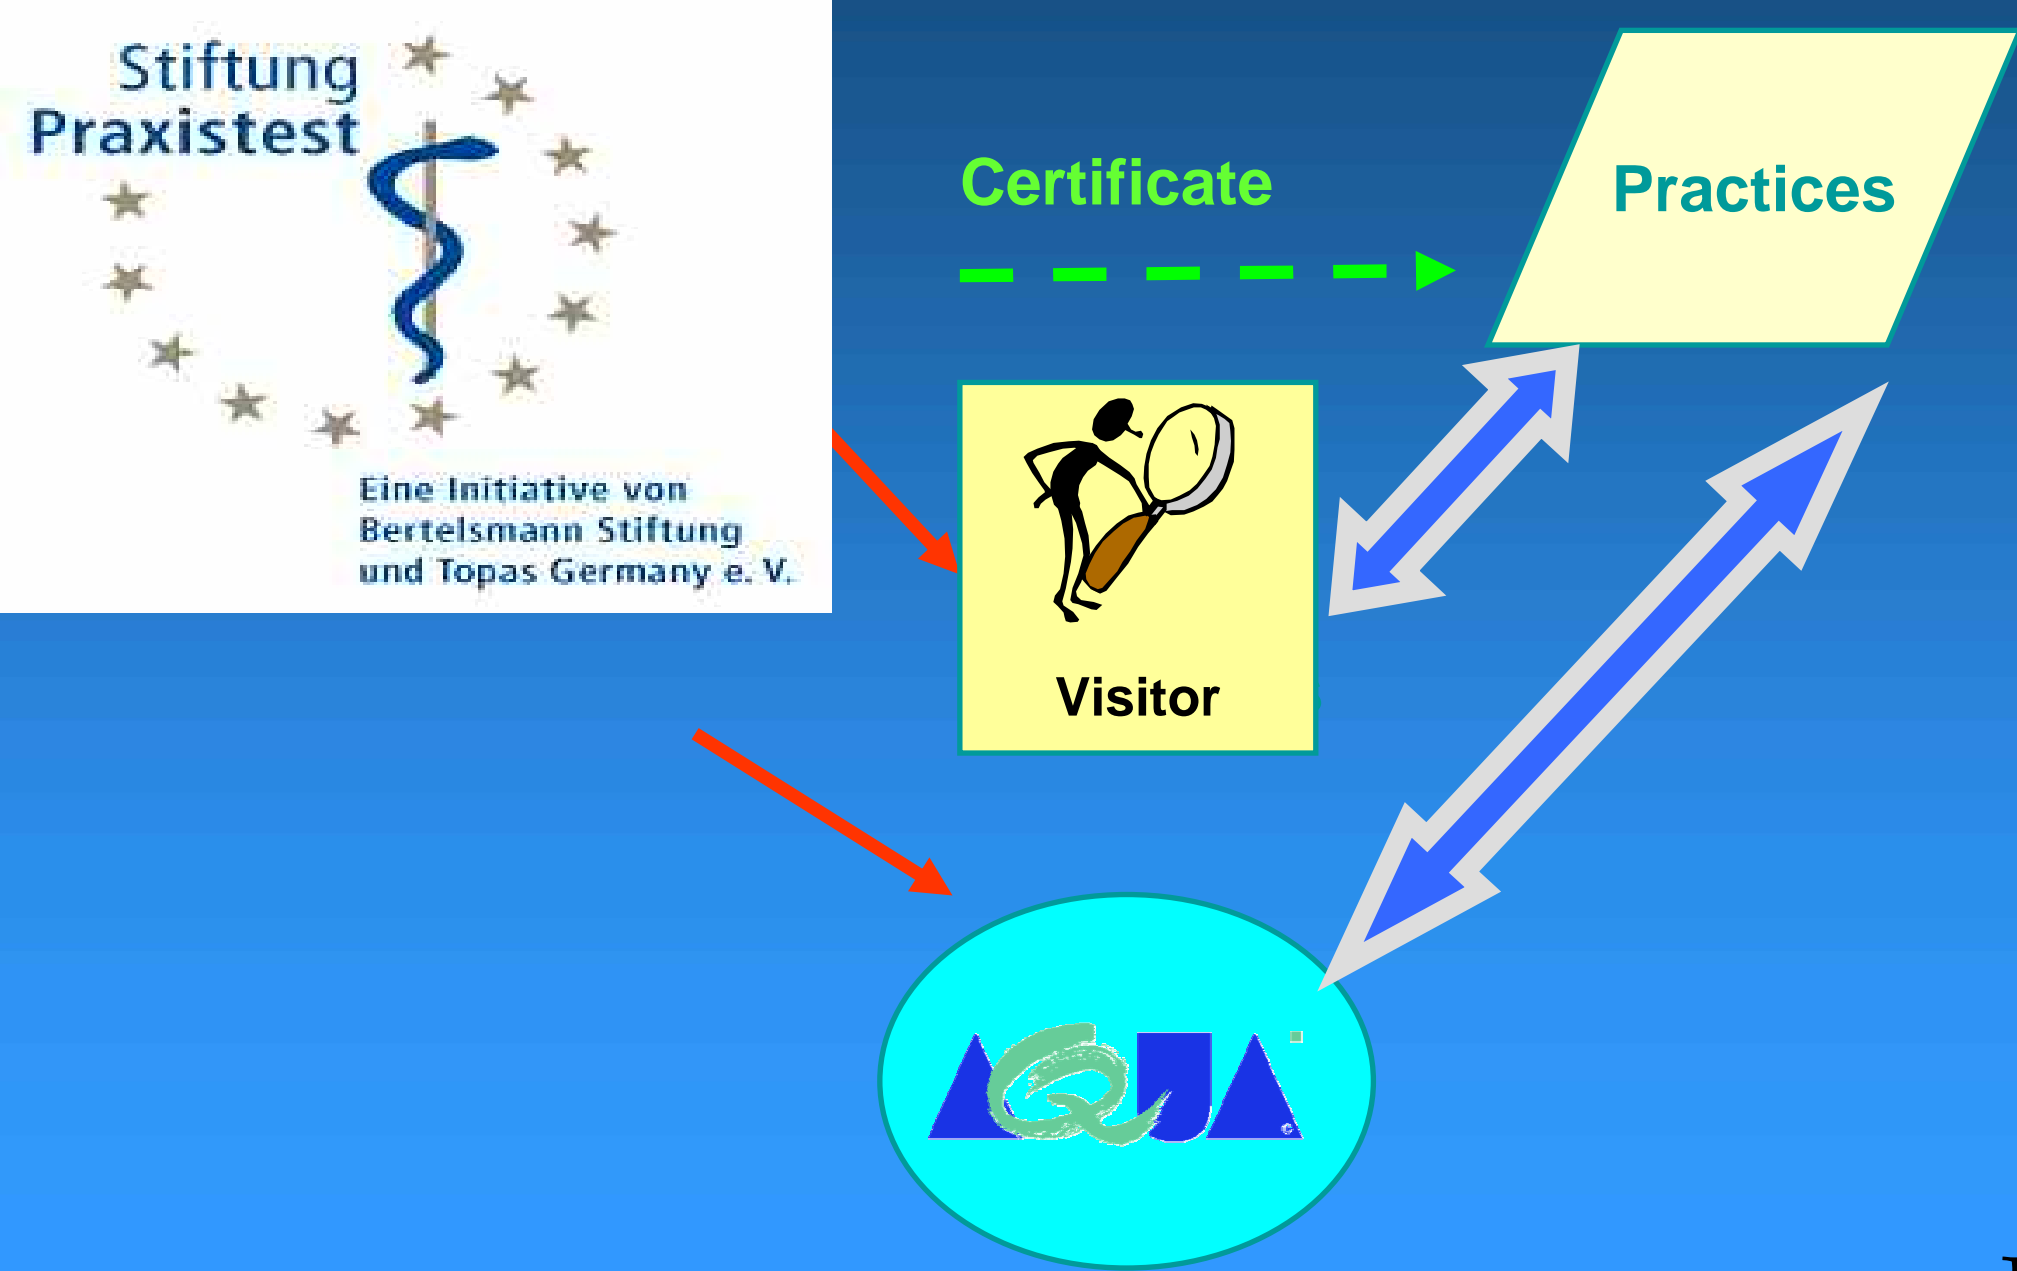 Stiftung
Praxistest
Eine Initiative von
Bertelsmann Stiftung
und Topas Germany e. V.
Certificate
Practices
Visitor
AQUA
©